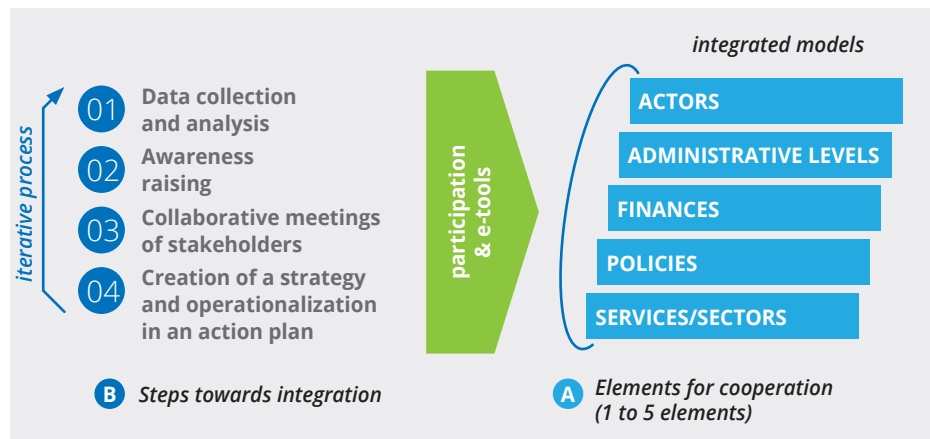 iterative process
01
Data collection
and analysis
02
Awareness
raising
03
Collaborative meetings
of stakeholders
04
Creation of a strategy
and operationalization
in an action plan
B
Steps towards integration
participation
& e-tools
integrated models
ACTORS
ADMINISTRATIVE LEVELS
FINANCES
POLICIES
SERVICES/SECTORS
A
Elements for cooperation
(1 to 5 elements)